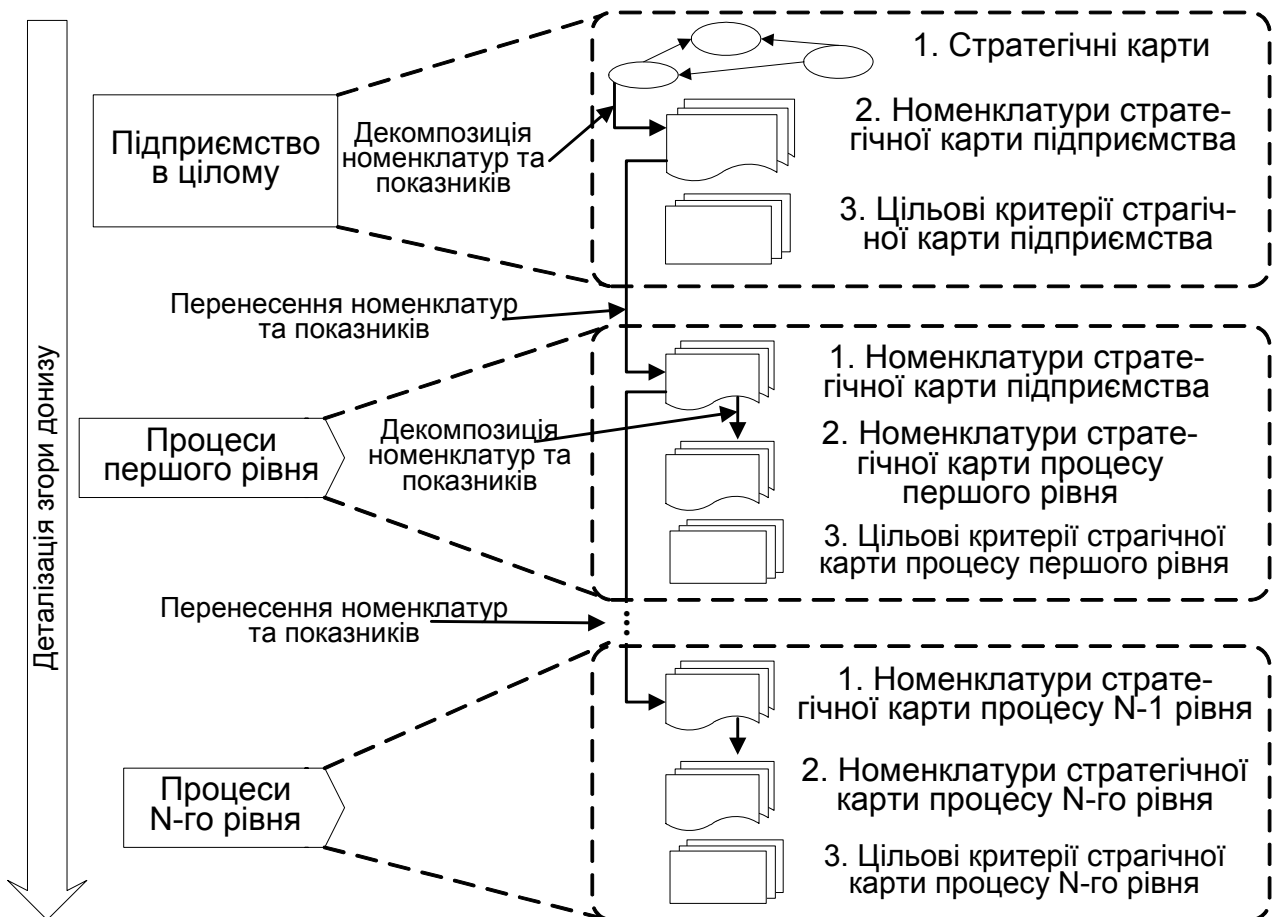 Деталізація згори донизу
Підприємство
в цілому
Декомпозиція
номенклатур та
показників
1. Стратегічні карти
2. Номенклатури страте-
гічної карти підприємства
3. Цільові критерії страгіч-
ної карти підприємства
Перенесення номенклатур
та показників
Процеси
першого рівня
Декомпозиція
номенклатур та
показників
1. Номенклатури страте-
гічної карти підприємства
2. Номенклатури страте-
гічної карти процесу
першого рівня
3. Цільові критерії страгічної
карти процесу першого рівня
Перенесення номенклатур
та показників
Процеси
N-го рівня
1. Номенклатури страте-
гічної карти процесу N-1 рівня
2. Номенклатури стратегічної
карти процесу N-го рівня
3. Цільові критерії страгічної
карти процесу N-го рівня